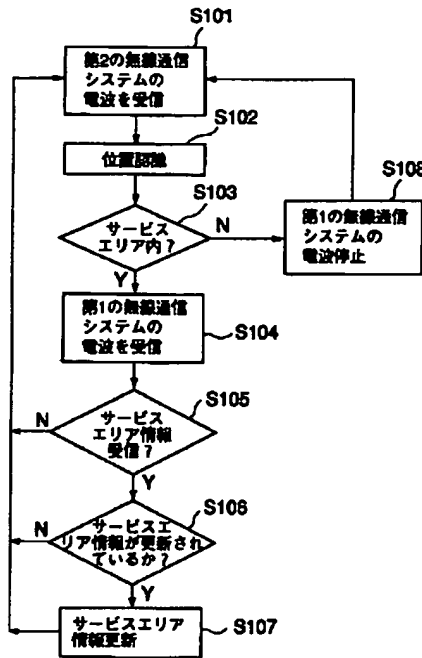 S101
第2の無線通信
システムの
電波を受信
S102
位置認識
S103
サービス
エリア内？
N
Y
S108
第1の無線通信
システムの
電波停止
第1の無線通信
システムの
電波を受信
S104
S105
サービス
エリア情報
受信？
N
Y
S106
サービスエ
リア情報が更新され
ているか？
N
Y
サービスエリア
情報更新
S107